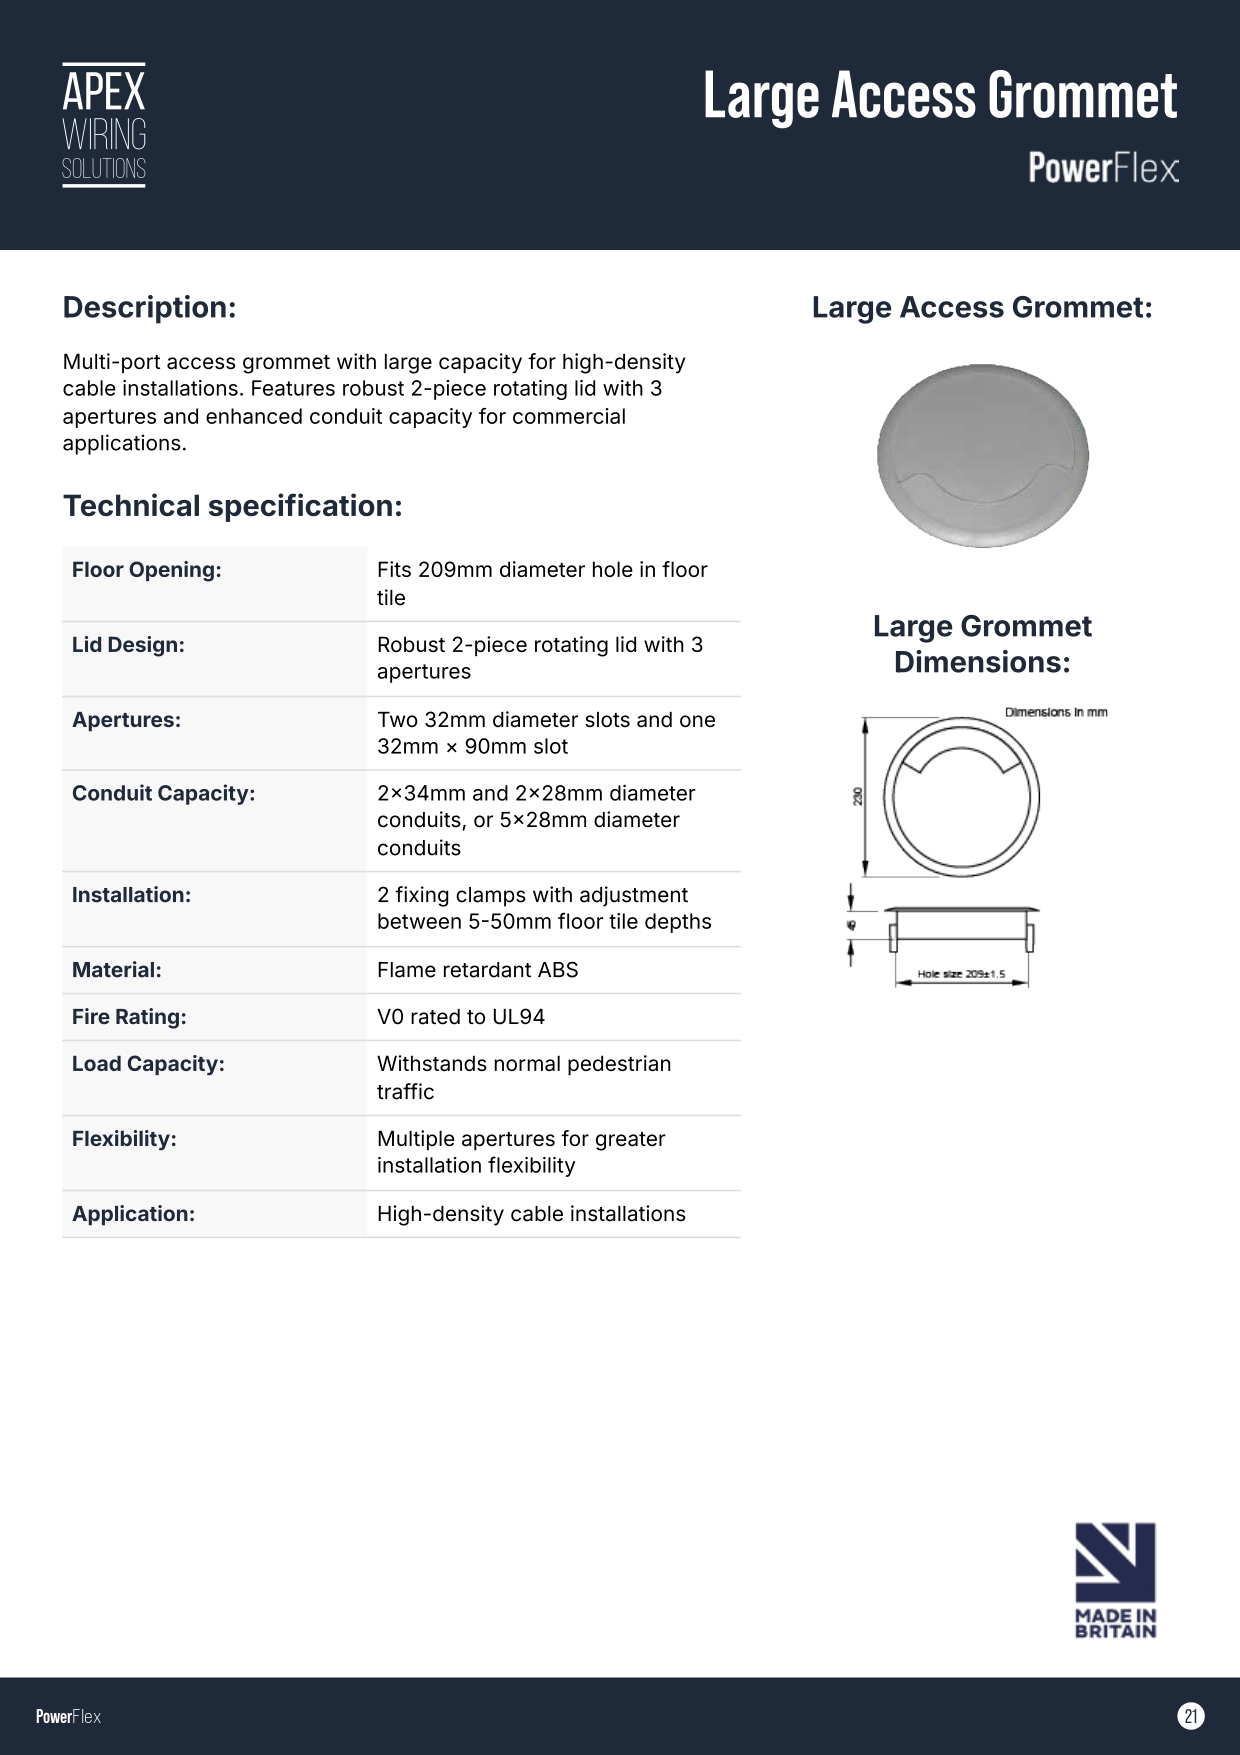 APEX
WIRING
SOLUTIONS
Large Access Grommet
PowerFlex
Description:
Multi-port access grommet with large capacity for high-density
cable installations. Features robust 2-piece rotating lid with 3
apertures and enhanced conduit capacity for commercial
applications.
Technical specification:
Floor Opening:
Fits 209mm diameter hole in floor
tile
Lid Design:
Robust 2-piece rotating lid with 3
apertures
Apertures:
Two 32mm diameter slots and one
32mm × 90mm slot
Conduit Capacity:
2×34mm and 2×28mm diameter
conduits, or 5×28mm diameter
conduits
Installation:
2 fixing clamps with adjustment
between 5-50mm floor tile depths
Material:
Flame retardant ABS
Fire Rating:
V0 rated to UL94
Load Capacity:
Withstands normal pedestrian
traffic
Flexibility:
Multiple apertures for greater
installation flexibility
Application:
High-density cable installations
Large Access Grommet:
Large Grommet
Dimensions:
Dimensions in mm
230
45
Hole size 209±1.5
MADE IN
BRITAIN
PowerFlex
21